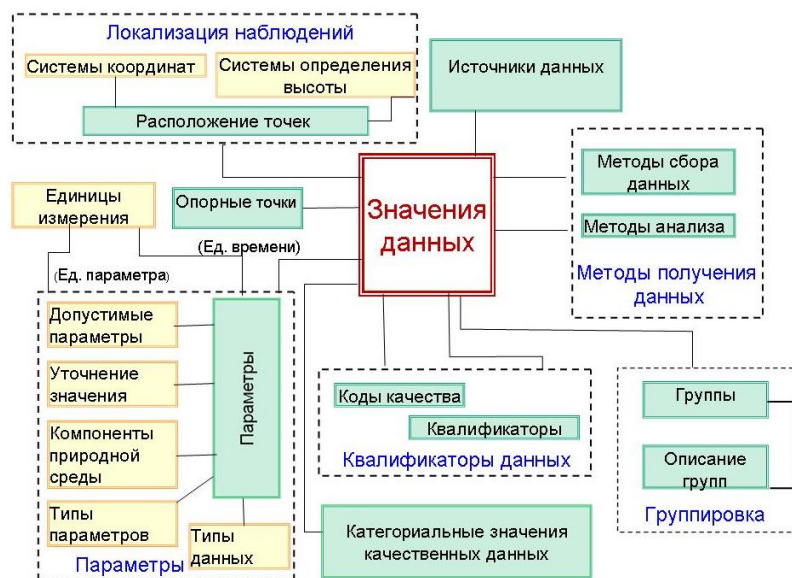 Локализация наблюдений
Системы координат
Системы определения
высоты
Расположение точек
Источники данных
Методы сбора
данных
Методы анализа
Методы получения
данных
Единицы
измерения
Опорные точки
Значения
данных
(Ед. времени)
(Ед. параметра)
Допустимые
параметры
Уточнение
значения
Компоненты
природной
среды
Типы
параметров
Параметры
Типы
данных
Параметры
Коды качества
Квалификаторы
Квалификаторы данных
Группы
Описание
групп
Группировка
Категориальные значения
качественных данных